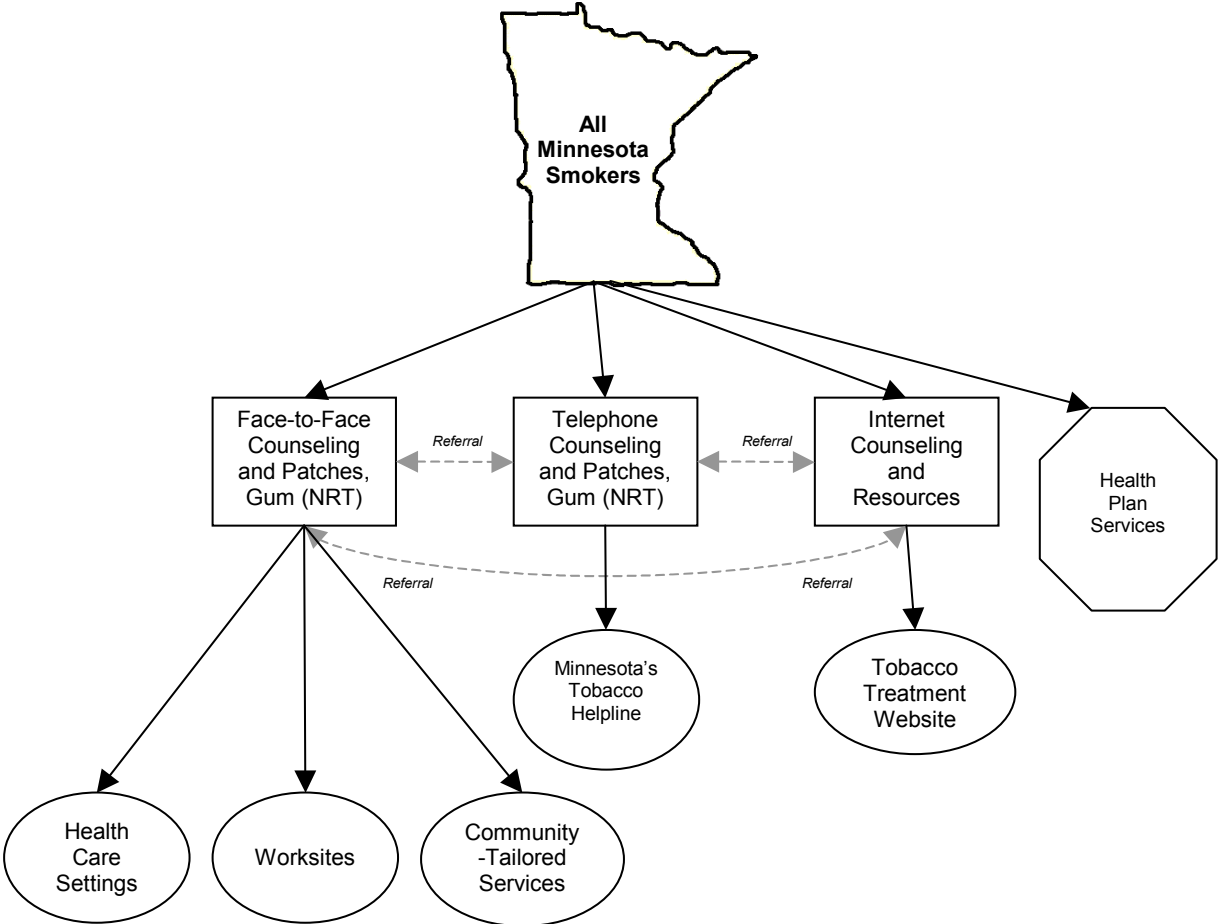 All
Minnesota
Smokers
Face-to-Face
Counseling
and Patches,
Gum (NRT)
Referral
Telephone
Counseling
and Patches,
Gum (NRT)
Referral
Internet
Counseling
and
Resources
Health
Plan
Services
Referral
Referral
Minnesota’s
Tobacco
Helpline
Tobacco
Treatment
Website
Health
Care
Settings
Worksites
Community
-Tailored
Services